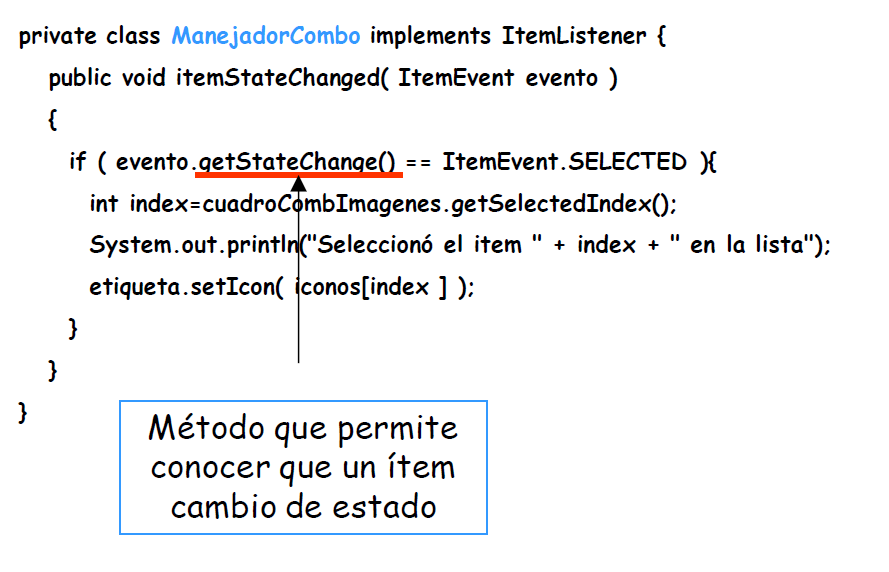 private class ManejadorCombo implements ItemListener {
public void itemStateChanged( ItemEvent evento )
{
if ( evento.getStateChange() == ItemEvent.SELECTED ){
int index=cuadroCombImagenes.getSelectedIndex();
System.out.println("Seleccionó el item " + index + " en la lista");
etiqueta.setIcon( iconos[index ] );
}
}
}
Método que permite
conocer que un ítem
cambio de estado